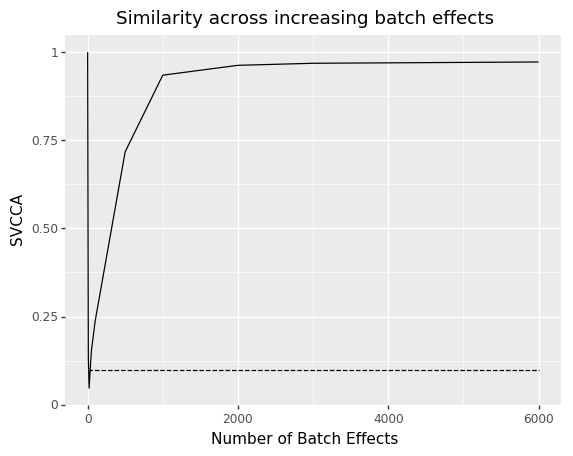 Similarity across increasing batch effects
1
0.75
0.50
0.25
0
SVCCA
0 2000 4000 6000
Number of Batch Effects